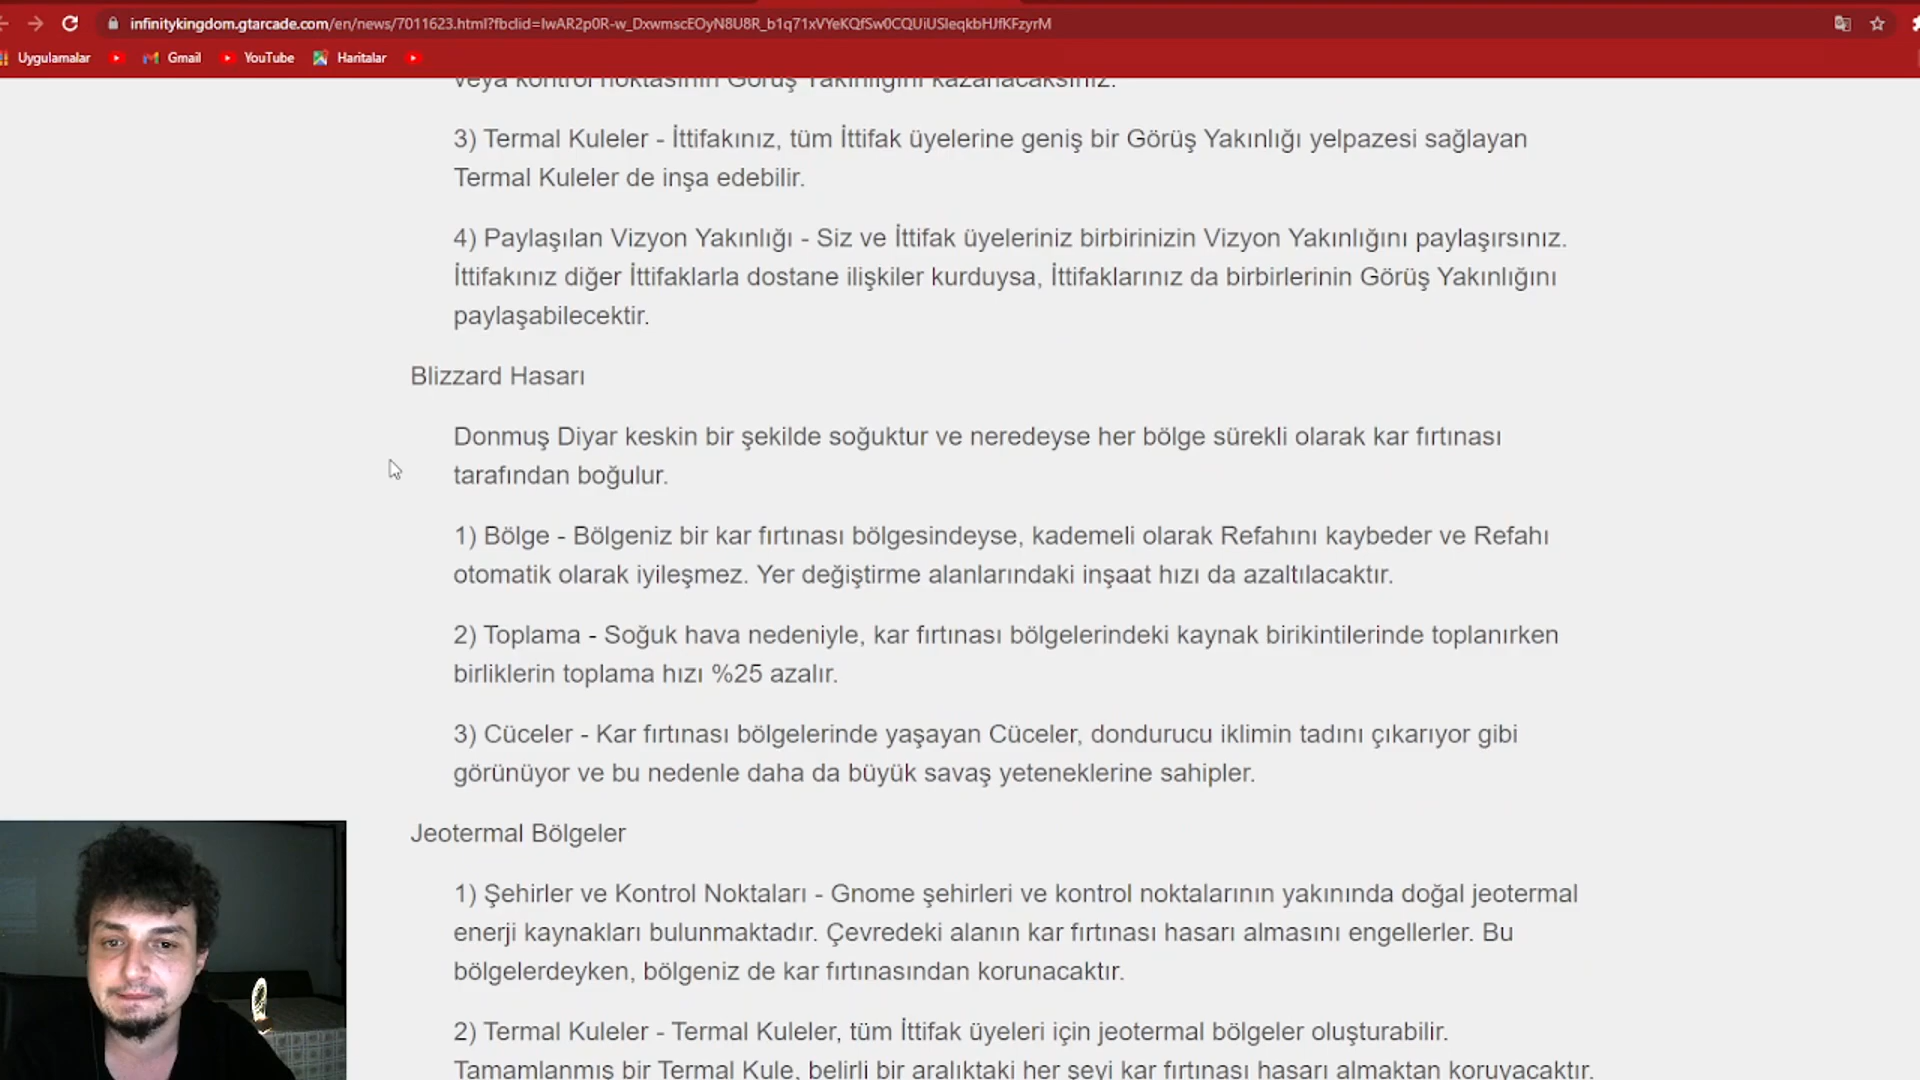 infinitykingdom.gtarcade.com/en/news/7011623.html?fbclid=IwAR2p0R-w_DxwmscEOyN8U8R_b1q71xVYeKQfSw0CQUiUSleqkbHJfKFzyrM
Uygulamalar Gmail YouTube Haritalar
veya kontrol noktasının Görüş Yakınlığını kazanacaksınız.
3) Termal Kuleler - İttifakınız, tüm İttifak üyelerine geniş bir Görüş Yakınlığı yelpazesi sağlayan
Termal Kuleler de inşa edebilir.
4) Paylaşılan Vizyon Yakınlığı - Siz ve İttifak üyeleriniz birbirinizin Vizyon Yakınlığını paylaşırsınız.
İttifakınız diğer İttifaklarla dostane ilişkiler kurduysa, İttifaklarınız da birbirlerinin Görüş Yakınlığını
paylaşabilecektir.
Blizzard Hasarı
Donmuş Diyar keskin bir şekilde soğuktur ve neredeyse her bölge sürekli olarak kar fırtınası
tarafından boğulur.
1) Bölge - Bölgeniz bir kar fırtınası bölgesindeyse, kademeli olarak Refahını kaybeder ve Refahı
otomatik olarak iyileşmez. Yer değiştirme alanlarındaki inşaat hızı da azaltılacaktır.
2) Toplama - Soğuk hava nedeniyle, kar fırtınası bölgelerindeki kaynak birikintilerinde toplanırken
birliklerin toplama hızı %25 azalır.
3) Cüceler - Kar fırtınası bölgelerinde yaşayan Cüceler, dondurucu iklimin tadını çıkarıyor gibi
görünüyor ve bu nedenle daha da büyük savaş yeteneklerine sahipler.
Jeotermal Bölgeler
1) Şehirler ve Kontrol Noktaları - Gnome şehirleri ve kontrol noktalarının yakınında doğal jeotermal
enerji kaynakları bulunmaktadır. Çevredeki alanın kar fırtınası hasarı almasını engellerler. Bu
bölgelerdeyken, bölgeniz de kar fırtınasından korunacaktır.
2) Termal Kuleler - Termal Kuleler, tüm İttifak üyeleri için jeotermal bölgeler oluşturabilir.
Tamamlanmış bir Termal Kule, belirli bir aralıktaki her şeyi kar fırtınası hasarı almaktan koruyacaktır.